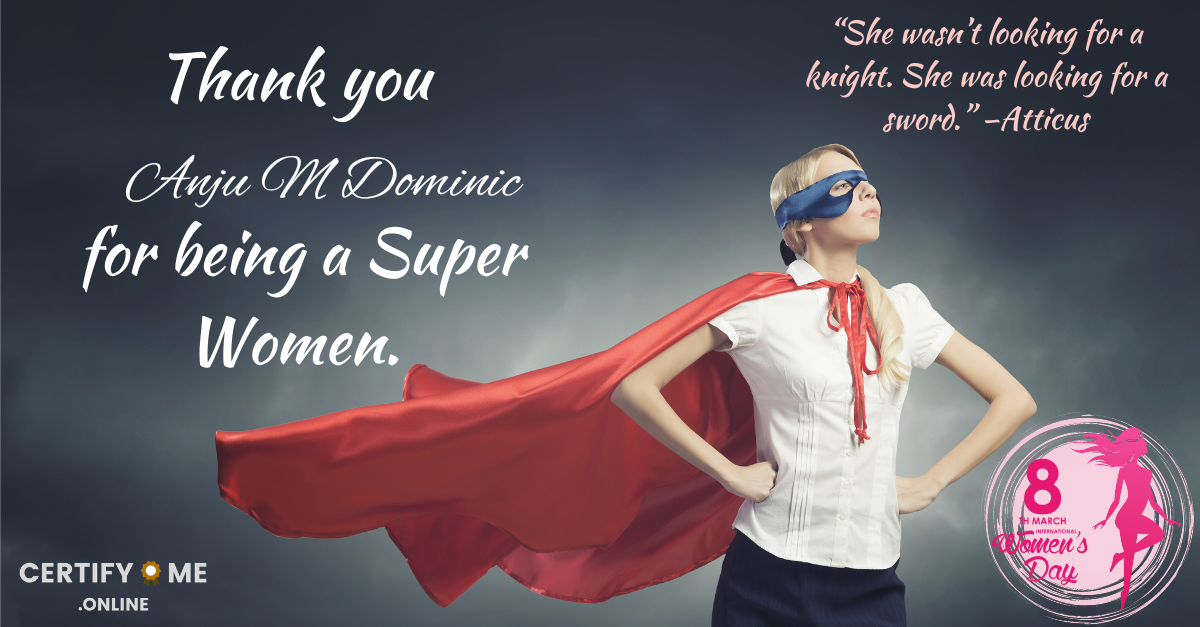 Thank you
Anju M Dominic
for being a Super
Women.
“She wasn’t looking for a
knight. She was looking for a
sword.” –Atticus
CERTIFY ME
.ONLINE
8
TH MARCH
INTERNATIONAL
Women's
Day